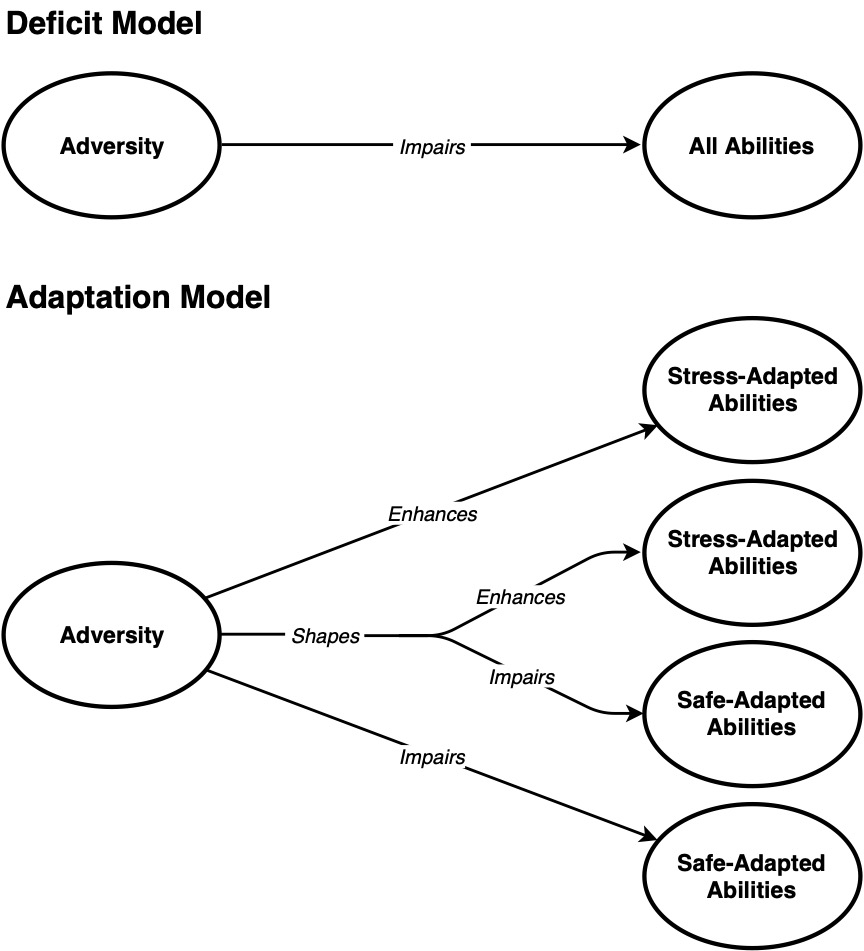 Deficit Model
Adversity
Impairs
All Abilities
Adaptation Model
Stress-Adapted
Abilities
Enhances
Stress-Adapted
Abilities
Enhances
Adversity
Shapes
Impairs
Safe-Adapted
Abilities
Impairs
Safe-Adapted
Abilities